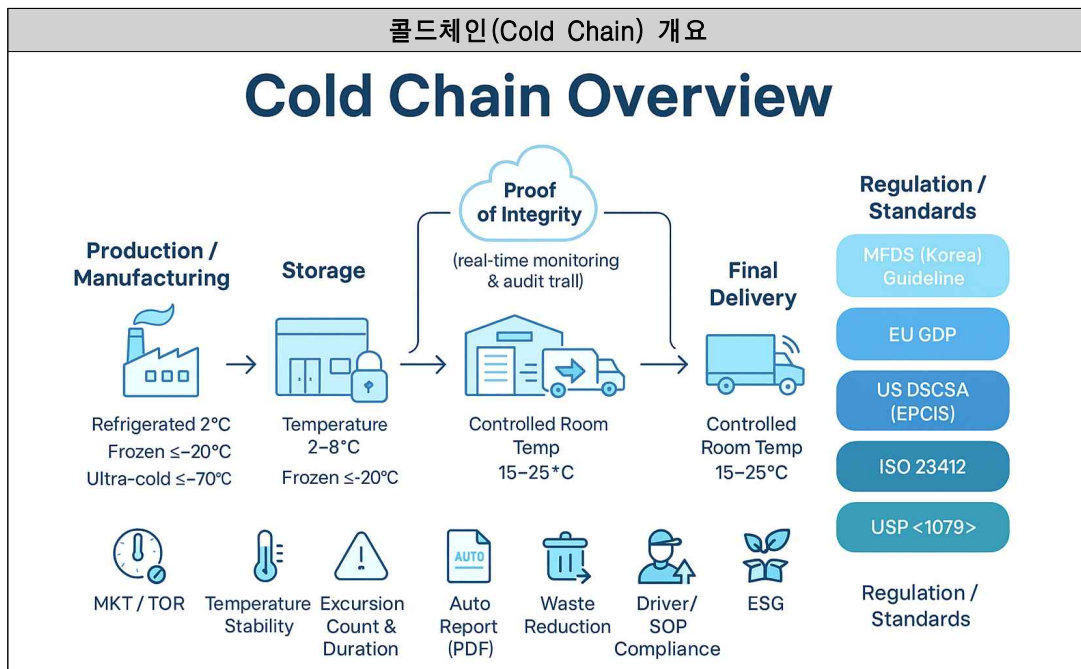 콜드체인(Cold Chain) 개요
Cold Chain Overview
Production /
Manufacturing
Refrigerated 2°C
Frozen ≤–20°C
Ultra-cold ≤–70°C
Storage
Temperature
2–8°C
Frozen ≤-20°C
Proof
of Integrity
(real-time monitoring
& audit trall)
Controlled Room
Temp
15–25*C
Final
Delivery
Controlled
Room Temp
15–25°C
Regulation /
Standards
MFDS (Korea)
Guideline
EU GDP
US DSCSA
(EPCIS)
ISO 23412
USP <1079>
Regulation /
Standards
MKT / TOR
Temperature
Stability
Excursion
Count &
Duration
AUTO
Auto
Report
(PDF)
Waste
Reduction
Driver/
SOP
Compliance
ESG